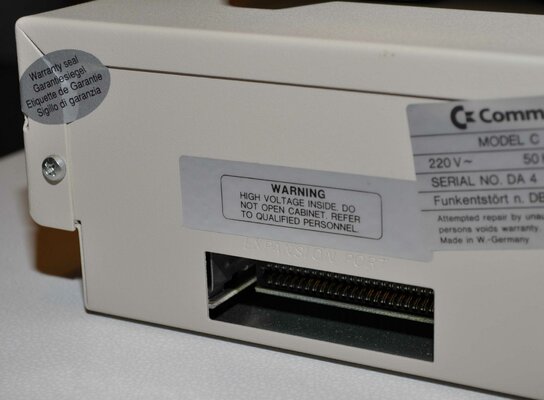 Warranty seal
Garantiesiegel
Etiquette de Garantie
Sigillo di garanzia
WARNING
HIGH VOLTAGE INSIDE. DO
NOT OPEN CABINET. REFER
TO QUALIFIED PERSONNEL.
EXPANSION PORT
Comm
MODEL C
220 V~ 50
SERIAL NO. DA 4
Funkentstört n. DB
Attempted repair by unau
persons voids warranty.
Made in W.-Germany